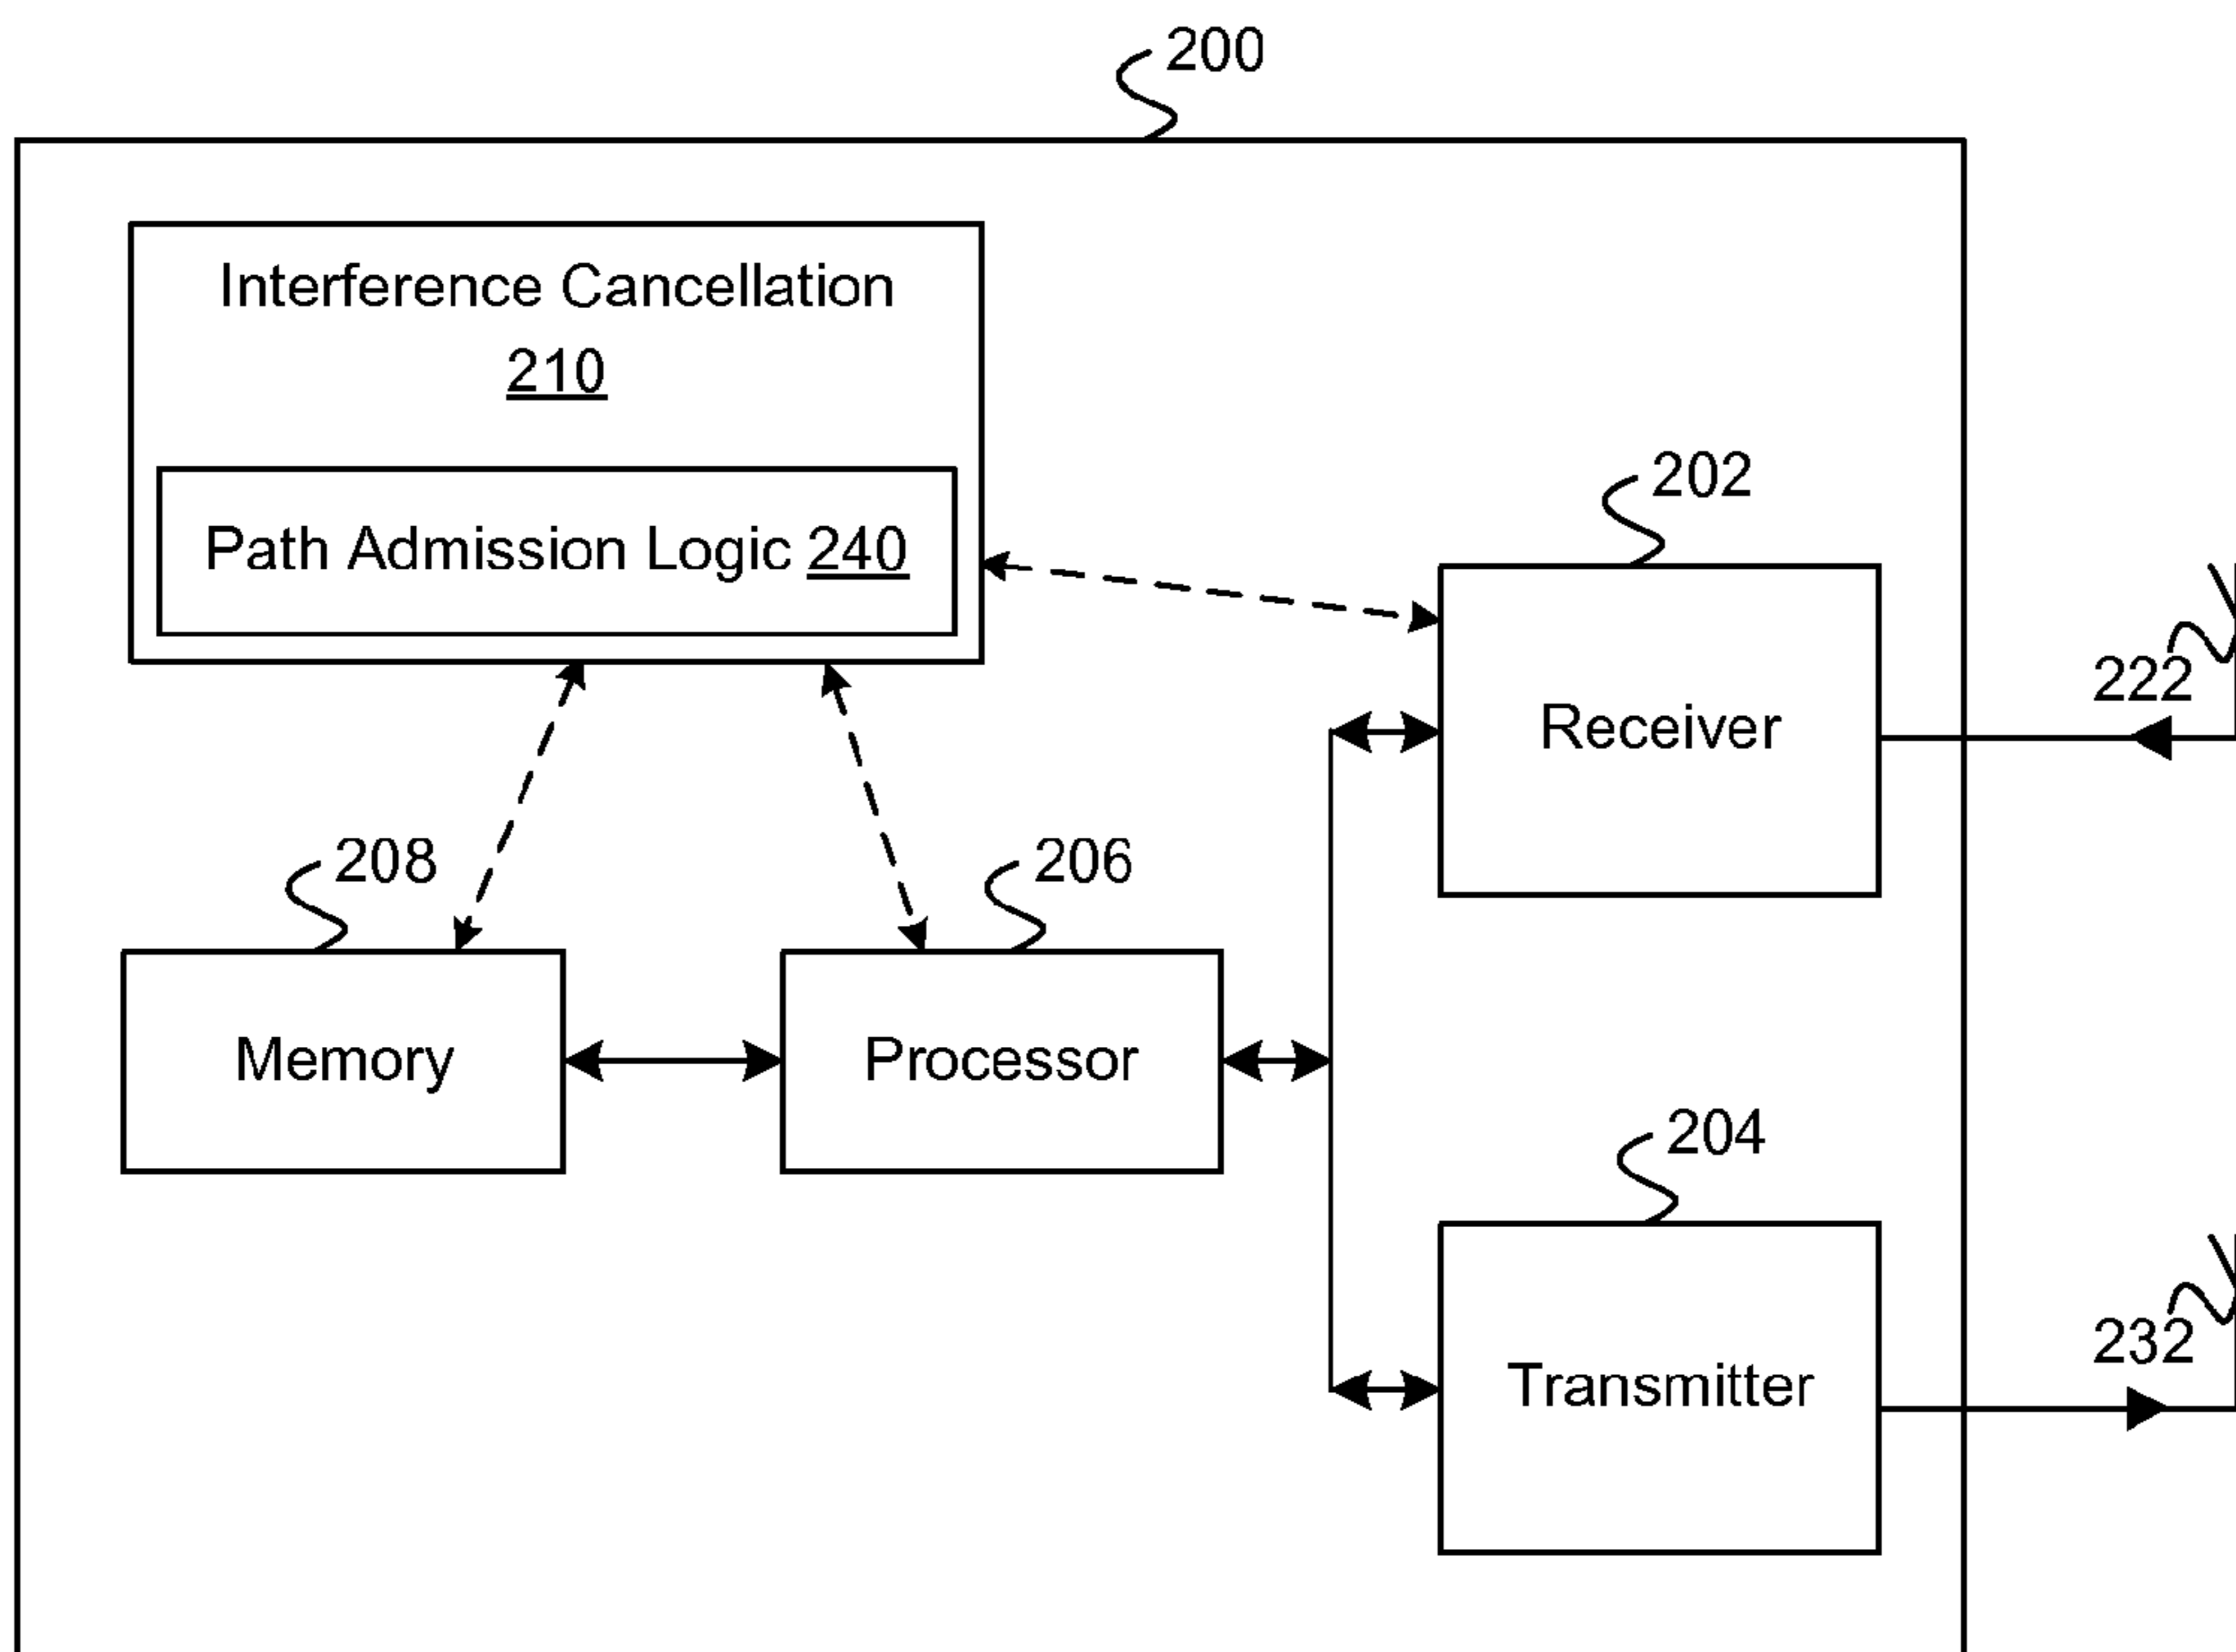 200
Interference Cancellation
210
Path Admission Logic 240
202
222
Receiver
208
206
Memory
Processor
204
232
Transmitter